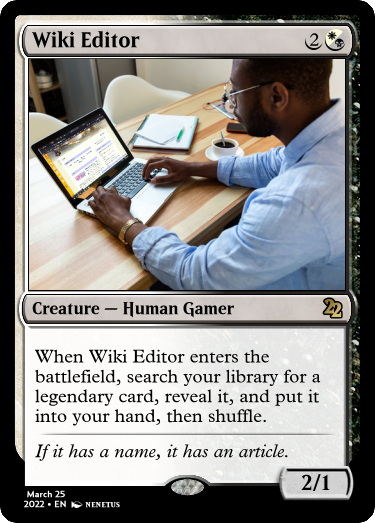 Wiki Editor 2
Creature — Human Gamer
22
When Wiki Editor enters the
battlefield, search your library for a
legendary card, reveal it, and put it
into your hand, then shuffle.
If it has a name, it has an article.
2/1
March 25
2022 • EN NENETUS